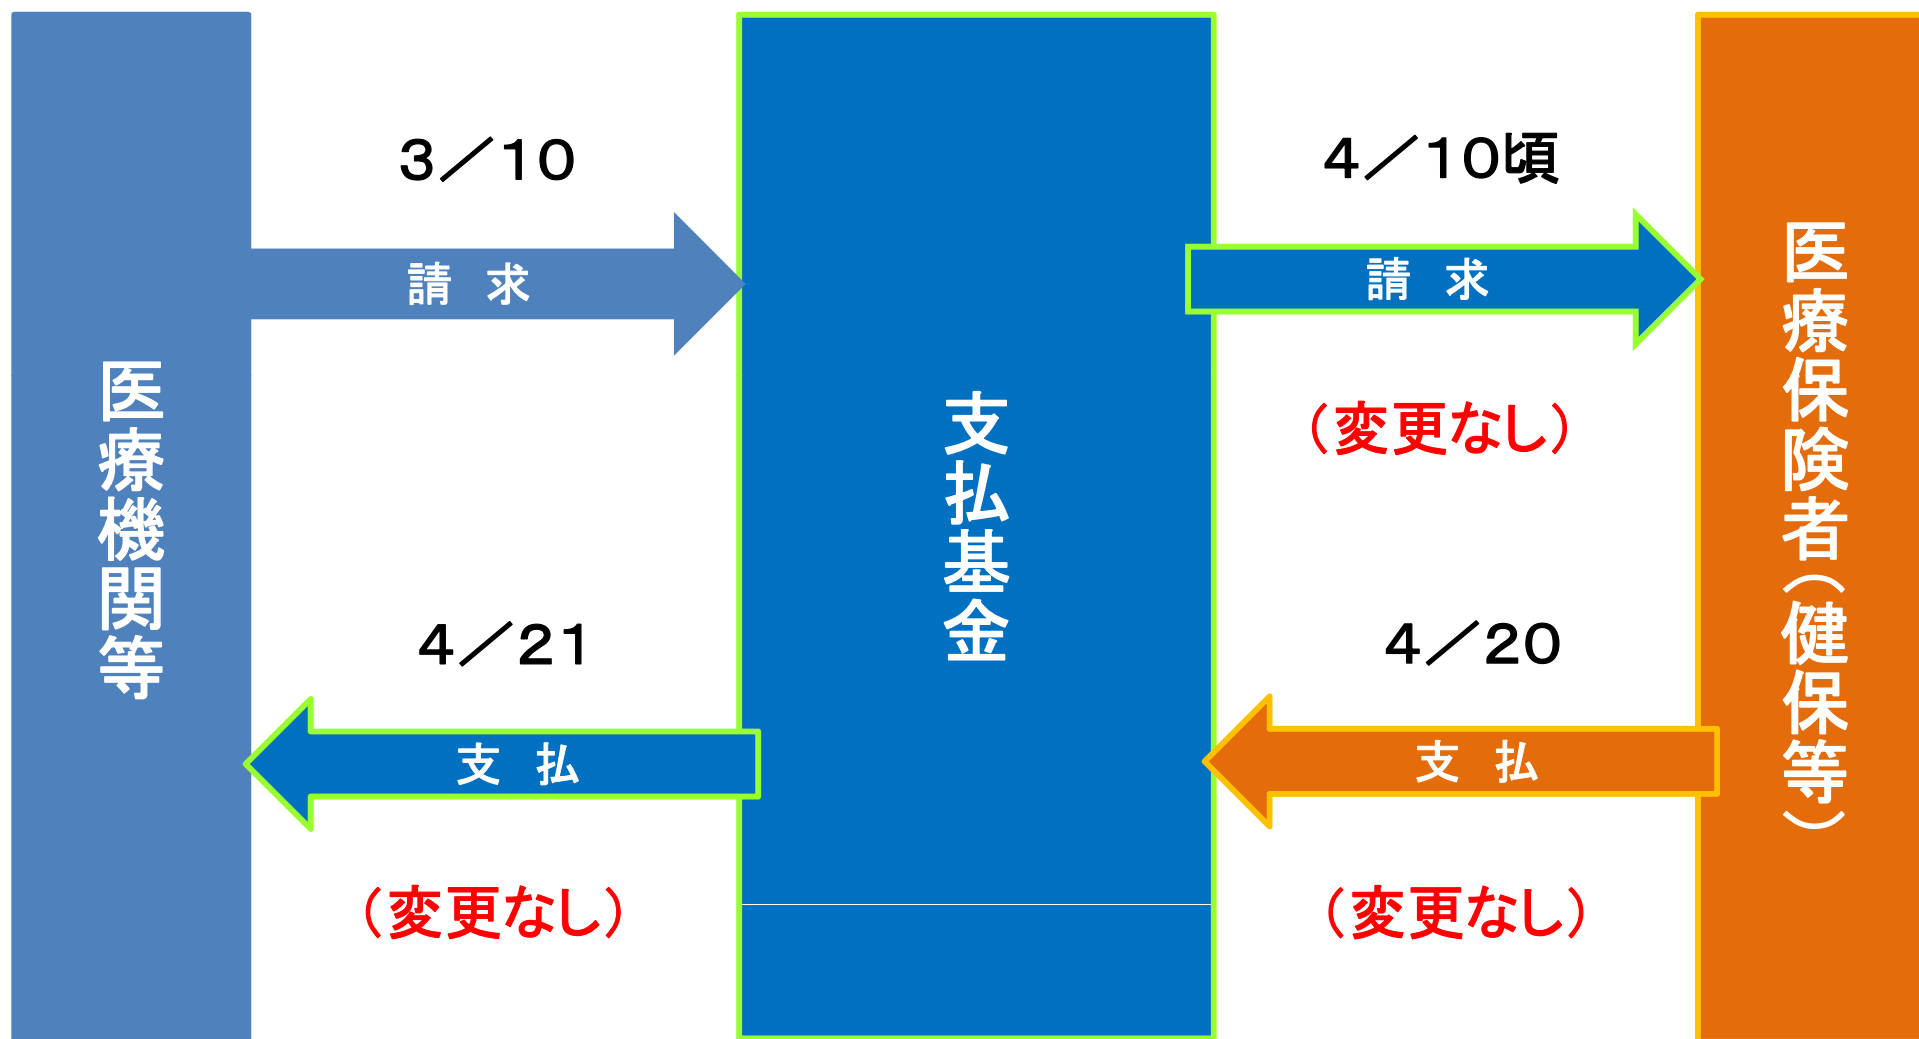 医療機関等
３／１０
請　求
４／２１
支　払
（変更なし）
支払基金
４／１０頃
請　求
（変更なし）
４／２０
支　払
（変更なし）
医療保険者（健保等）